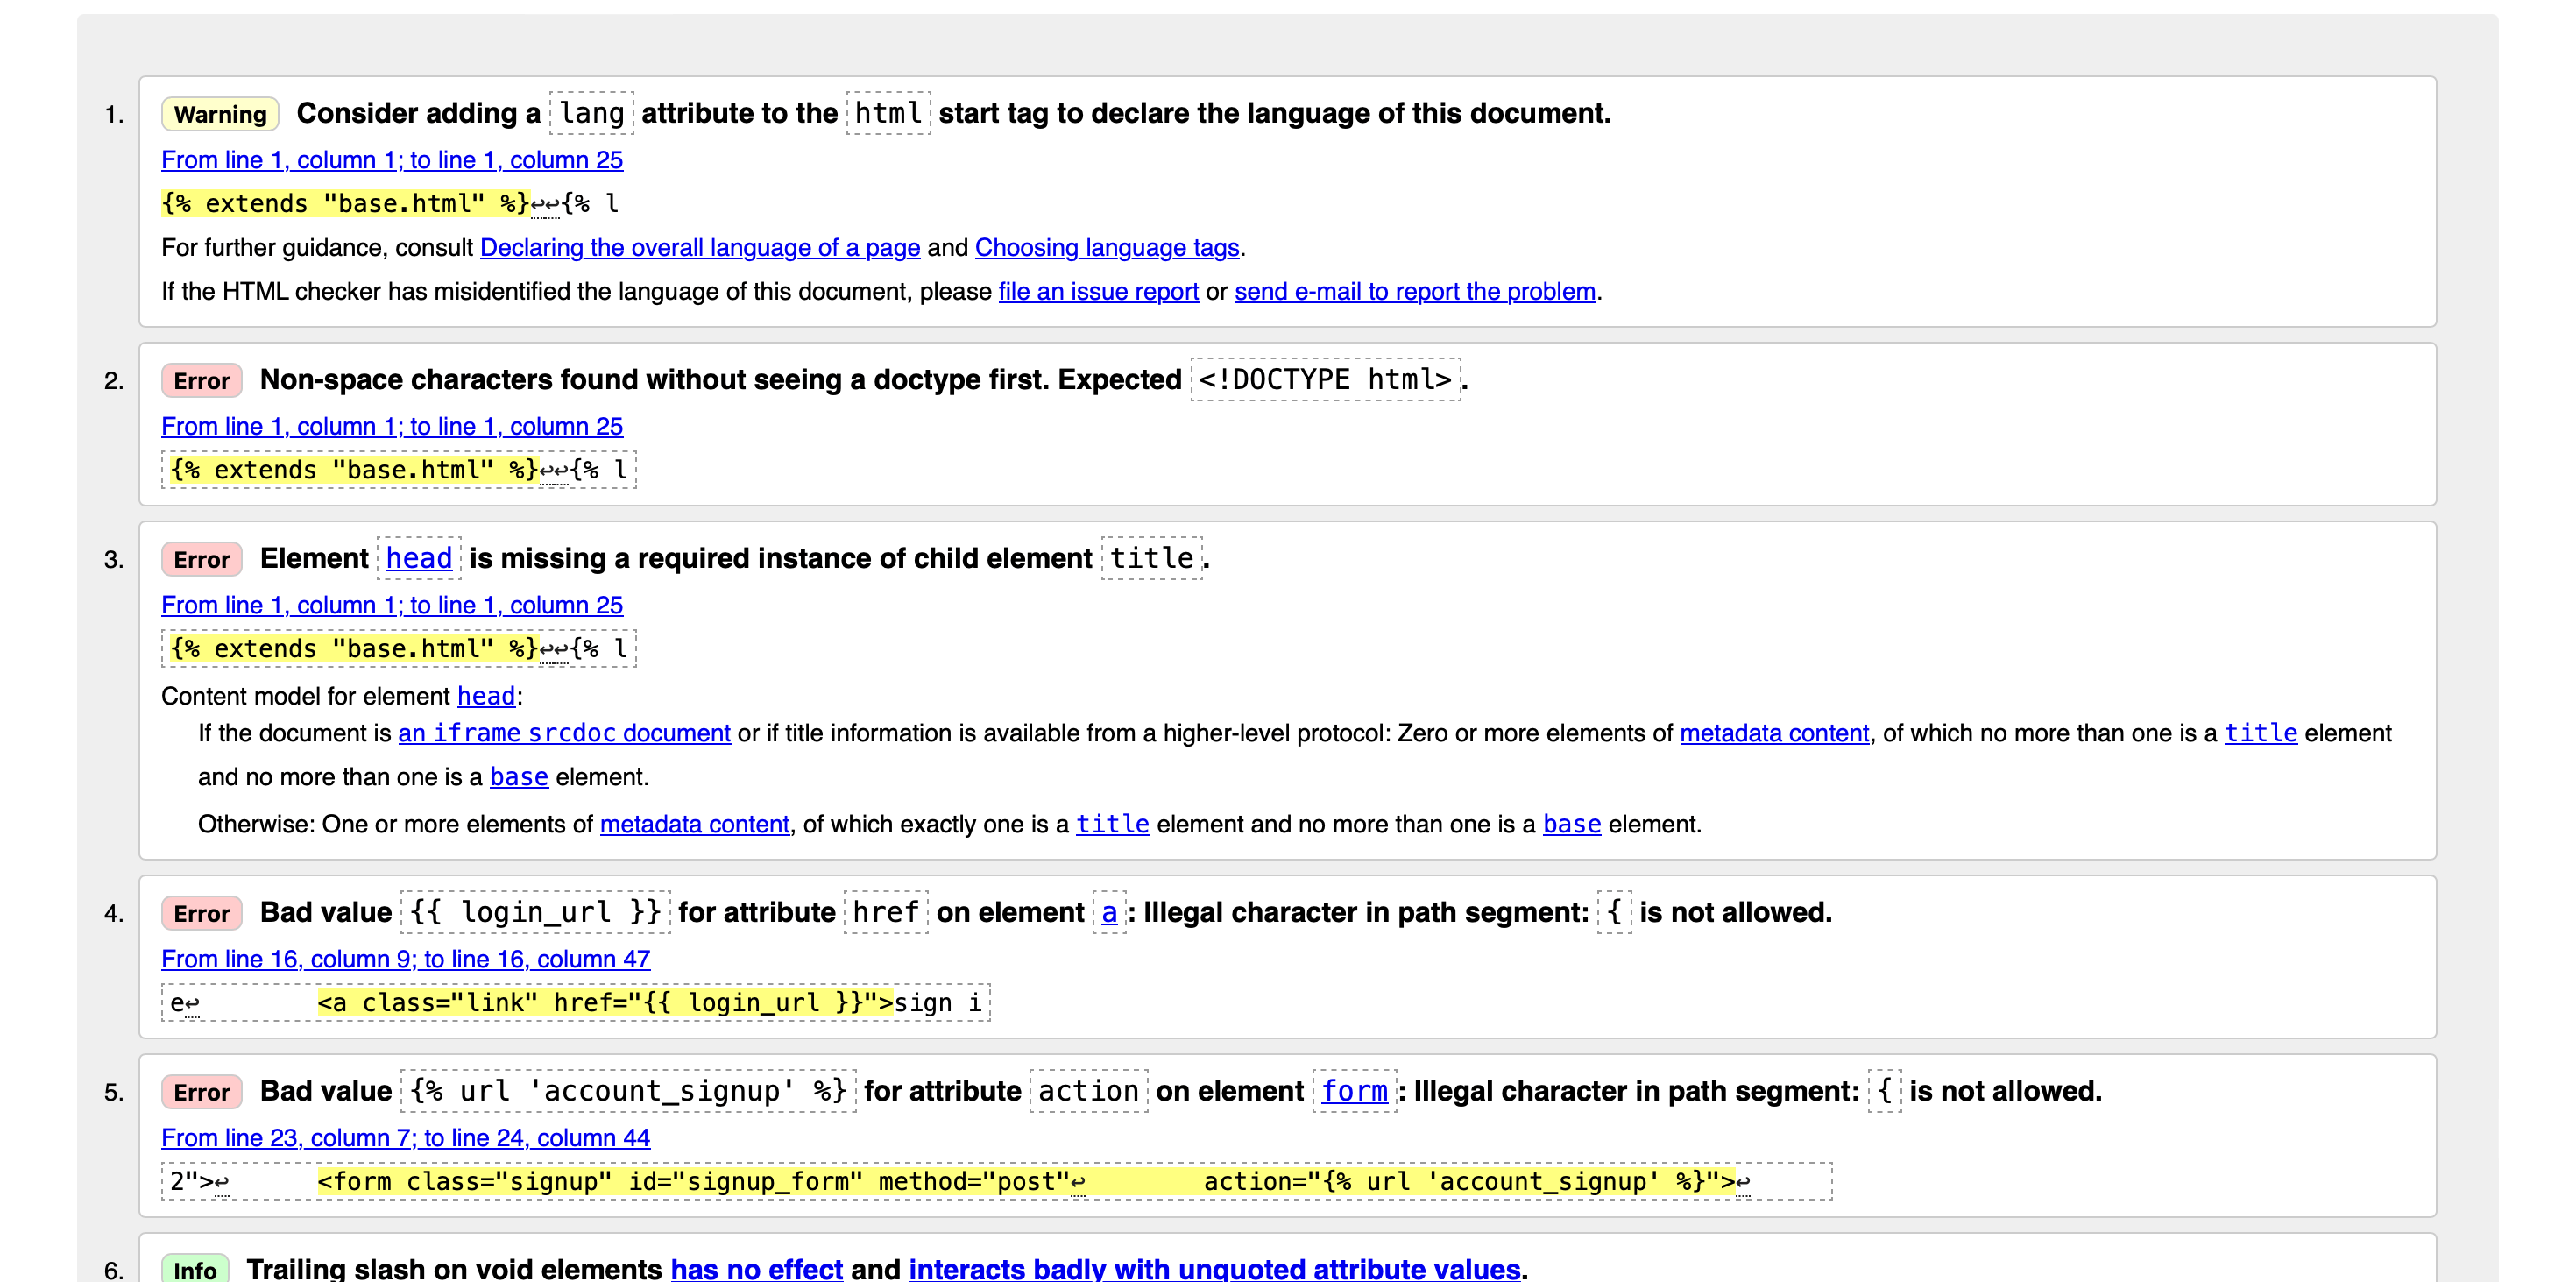 1. Warning Consider adding a lang attribute to the html start tag to declare the language of this document.
From line 1, column 1; to line 1, column 25
{% extends "base.html" %}↩↩{% l
For further guidance, consult Declaring the overall language of a page and Choosing language tags.
If the HTML checker has misidentified the language of this document, please file an issue report or send e-mail to report the problem.
2. Error Non-space characters found without seeing a doctype first. Expected <!DOCTYPE html>.
From line 1, column 1; to line 1, column 25
{% extends "base.html" %}↩↩{% l
3. Error Element head is missing a required instance of child element title.
From line 1, column 1; to line 1, column 25
{% extends "base.html" %}↩↩{% l
Content model for element head:
If the document is an iframe srcdoc document or if title information is available from a higher-level protocol: Zero or more elements of metadata content, of which no more than one is a title element
and no more than one is a base element.
Otherwise: One or more elements of metadata content, of which exactly one is a title element and no more than one is a base element.
4. Error Bad value {{ login_url }} for attribute href on element a: Illegal character in path segment: { is not allowed.
From line 16, column 9; to line 16, column 47
e↩        <a class="link" href="{{ login_url }}">sign i
5. Error Bad value {% url 'account_signup' %} for attribute action on element form: Illegal character in path segment: { is not allowed.
From line 23, column 7; to line 24, column 44
2">↩      <form class="signup" id="signup_form" method="post"↩        action="{% url 'account_signup' %}">↩
6. Info Trailing slash on void elements has no effect and interacts badly with unquoted attribute values.